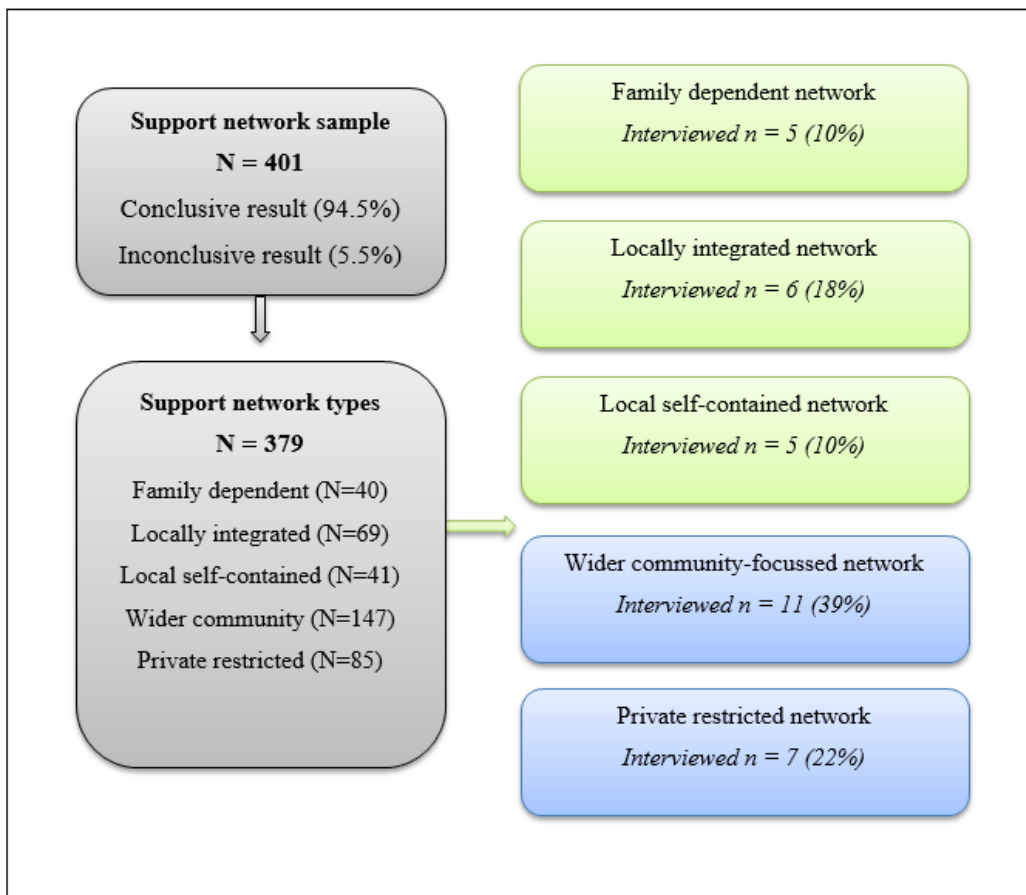 Support network sample
N = 401
Conclusive result (94.5%)
Inconclusive result (5.5%)
Support network types
N = 379
Family dependent (N=40)
Locally integrated (N=69)
Local self-contained (N=41)
Wider community (N=147)
Private restricted (N=85)
Family dependent network
Interviewed n = 5 (10%)
Locally integrated network
Interviewed n = 6 (18%)
Local self-contained network
Interviewed n = 5 (10%)
Wider community-focussed network
Interviewed n = 11 (39%)
Private restricted network
Interviewed n = 7 (22%)